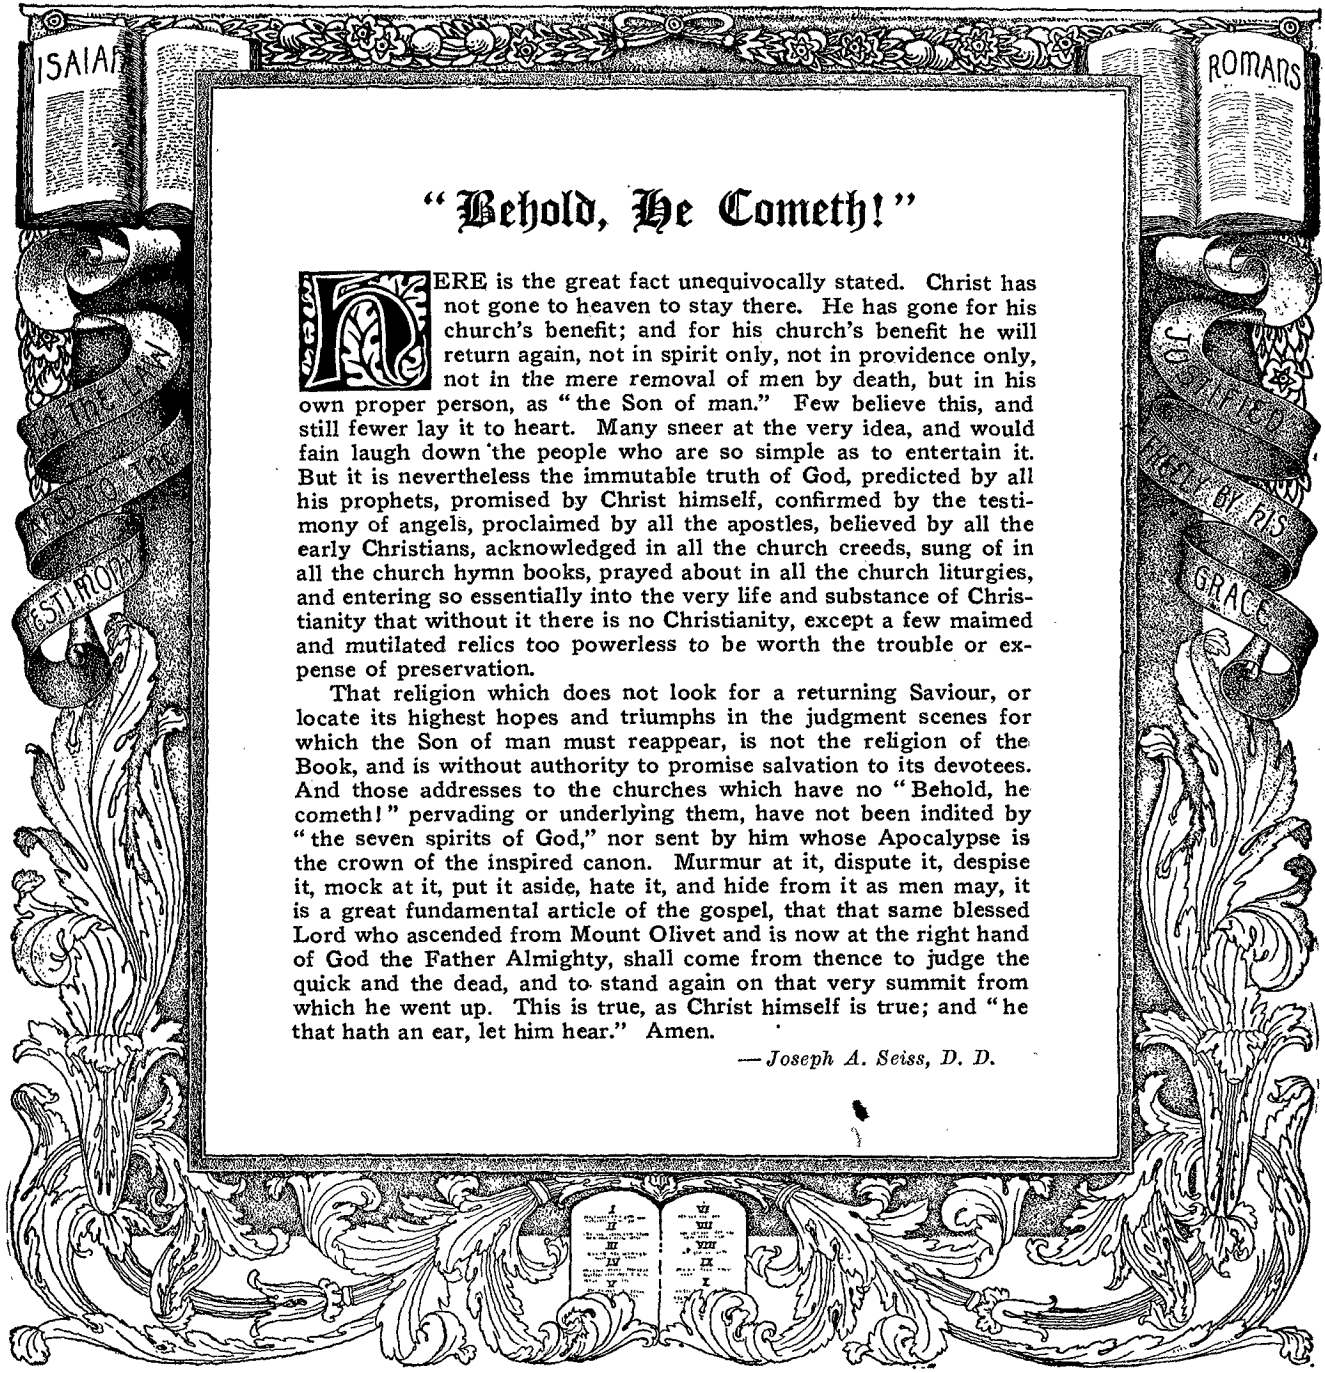 ISAIAH
ROMANS
TO THE LAW
AND TO THE
TESTIMONY
JUSTIFIED
FREELY BY HIS
GRACE
“Behold, He Cometh!”
HERE is the great fact unequivocally stated. Christ has
not gone to heaven to stay there. He has gone for his
church's benefit; and for his church's benefit he will
return again, not in spirit only, not in providence only,
not in the mere removal of men by death, but in his
own proper person, as “the Son of man.” Few believe this, and
still fewer lay it to heart. Many sneer at the very idea, and would
fain laugh down the people who are so simple as to entertain it.
But it is nevertheless the immutable truth of God, predicted by all
his prophets, promised by Christ himself, confirmed by the testi-
mony of angels, proclaimed by all the apostles, believed by all the
early Christians, acknowledged in all the church creeds, sung of in
all the church hymn books, prayed about in all the church liturgies,
and entering so essentially into the very life and substance of Chris-
tianity that without it there is no Christianity, except a few maimed
and mutilated relics too powerless to be worth the trouble or ex-
pense of preservation.
That religion which does not look for a returning Saviour, or
locate its highest hopes and triumphs in the judgment scenes for
which the Son of man must reappear, is not the religion of the
Book, and is without authority to promise salvation to its devotees.
And those addresses to the churches which have no “Behold, he
cometh!” pervading or underlying them, have not been indited by
“the seven spirits of God,” nor sent by him whose Apocalypse is
the crown of the inspired canon. Murmur at it, dispute it, despise
it, mock at it, put it aside, hate it, and hide from it as men may, it
is a great fundamental article of the gospel, that that same blessed
Lord who ascended from Mount Olivet and is now at the right hand
of God the Father Almighty, shall come from thence to judge the
quick and the dead, and to stand again on that very summit from
which he went up. This is true, as Christ himself is true; and “he
that hath an ear, let him hear.” Amen.
—Joseph A. Seiss, D. D.
I VI
II VII
III VIII
IV IX
V X